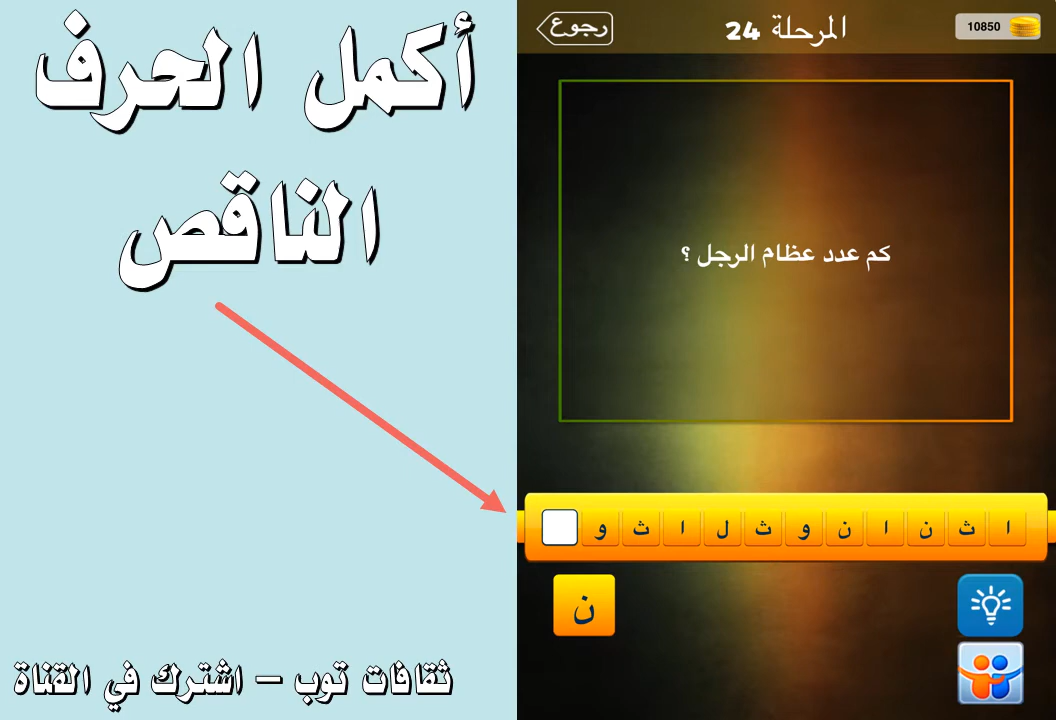 أكمل الحرف
الناقص
رجوع
المرحلة 24
10850
كم عدد عظام الرجل ؟
ا ث ن ا ن و ث ل ا ث و
ن
ثقافات توب – اشترك في القناة